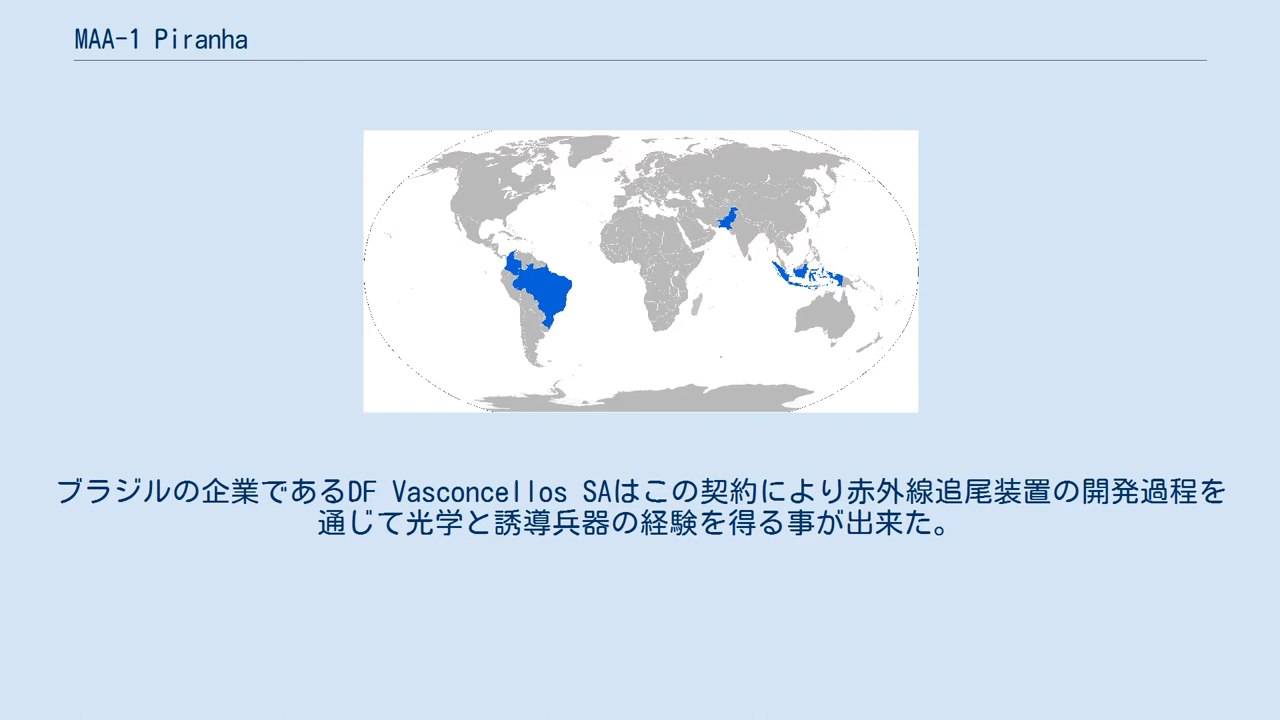 MAA-1 Piranha
ブラジルの企業であるDF Vasconcellos SAはこの契約により赤外線追尾装置の開発過程を
通じて光学と誘導兵器の経験を得る事が出来た。